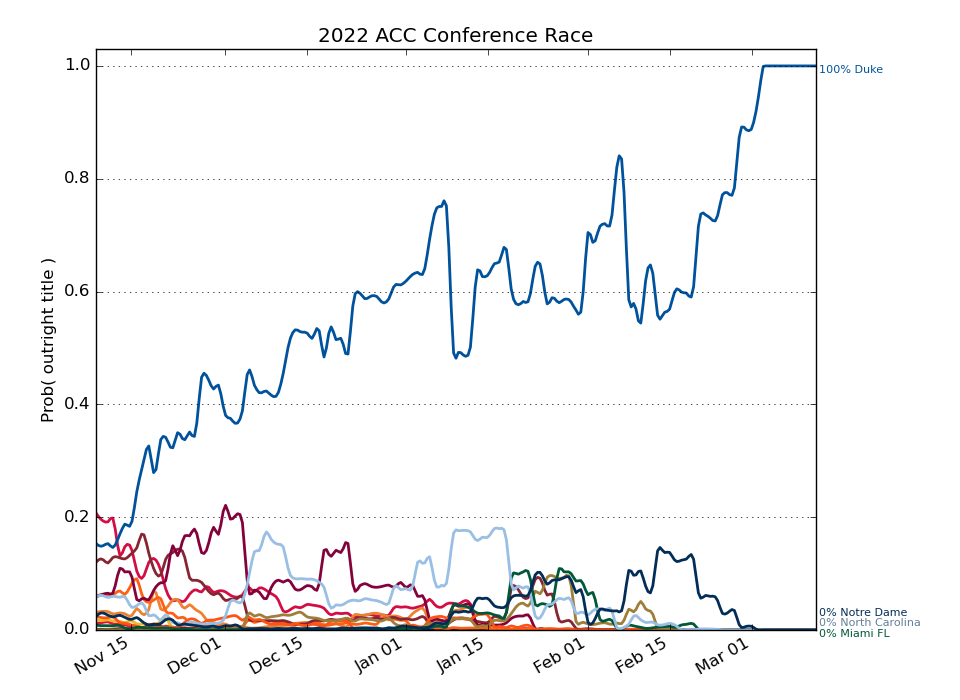 2022 ACC Conference Race
Prob( outright title )
1.0
0.8
0.6
0.4
0.2
0.0
100% Duke
0% Notre Dame
0% North Carolina
0% Miami FL
Nov 15
Dec 01
Dec 15
Jan 01
Jan 15
Feb 01
Feb 15
Mar 01